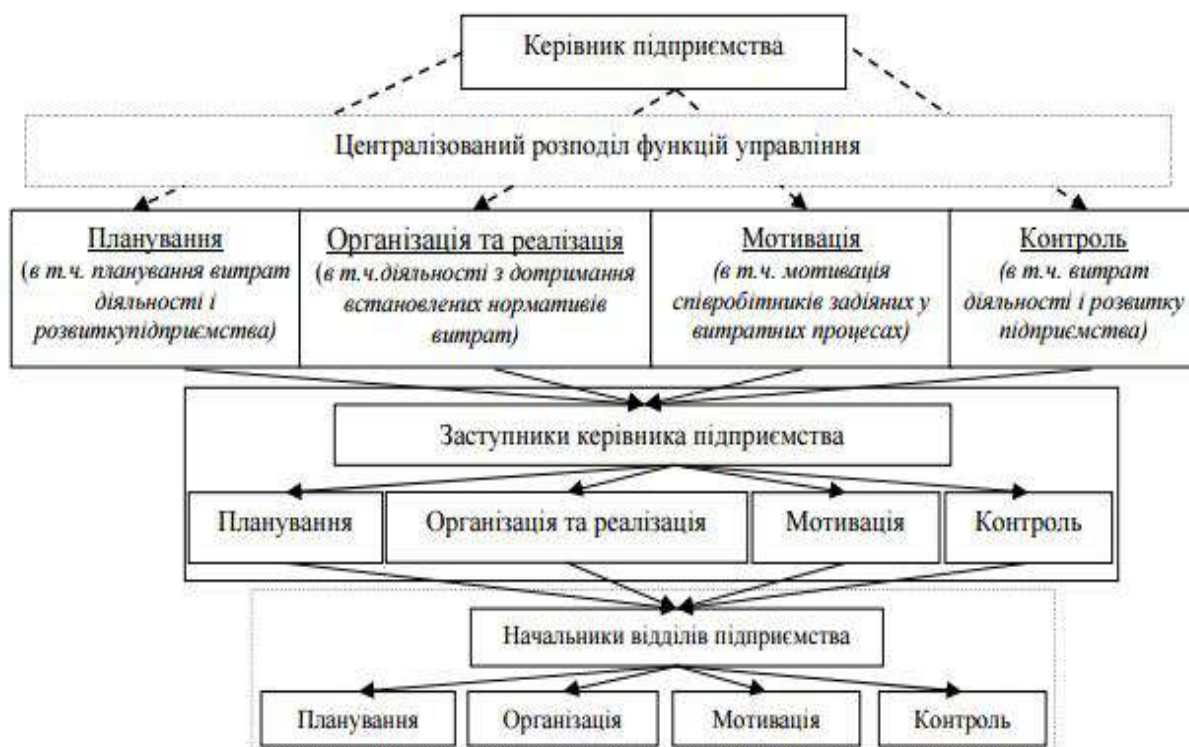 Керівник підприємства
Централізований розподіл функцій управління
Планування
(в т.ч. планування витрат
діяльності і
розвиткупідприємства)
Організація та реалізація
(в т.ч.діяльності з дотримання
встановлених нормативів
витрат)
Мотивація
(в т.ч. мотивація
співробітників задіяних у
витратних процесах)
Контроль
(в т.ч. витрат
діяльності і розвитку
підприємства)
Заступники керівника підприємства
Планування
Організація та реалізація
Мотивація
Контроль
Начальники відділів підприємства
Планування
Організація
Мотивація
Контроль